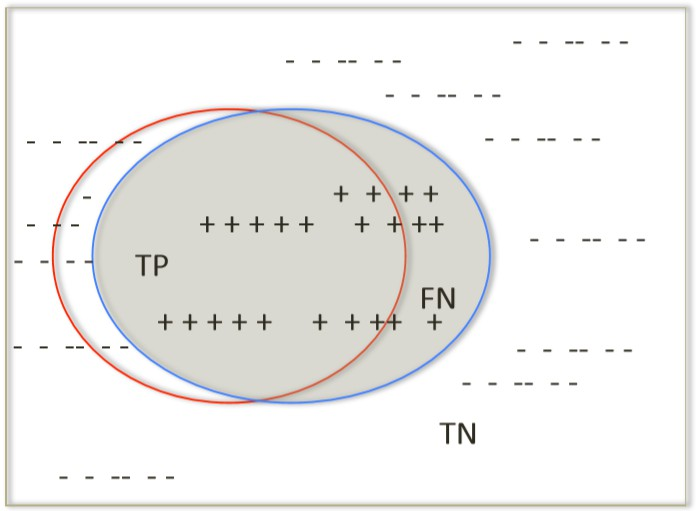 - - -- - -
- - -- - -
- - -- - -
- - -- - -
- - -- - -
+ + + +
-
+ + + + + + + ++
- - -
- - -- - -
TP
- - --
FN
+ + + + + + + ++ +
- - -- - -
- - -- - -
- - -- - -
TN
- - -- - -